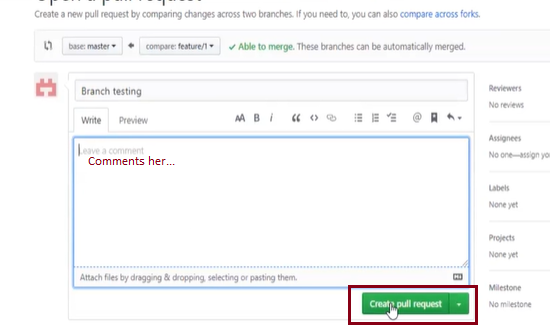 Open a pull request
Create a new pull request by comparing changes across two branches. If you need to, you can also compare across forks.
base: master compare: feature/1 Able to merge. These branches can be automatically merged.
Branch testing
Write Preview AA B i
Leave a comment
Comments her...
Attach files by dragging & dropping, selecting or pasting them.
Create pull request
Reviewers
No reviews
Assignees
No one—assign you
Labels
None yet
Projects
None yet
Milestone
No milestone